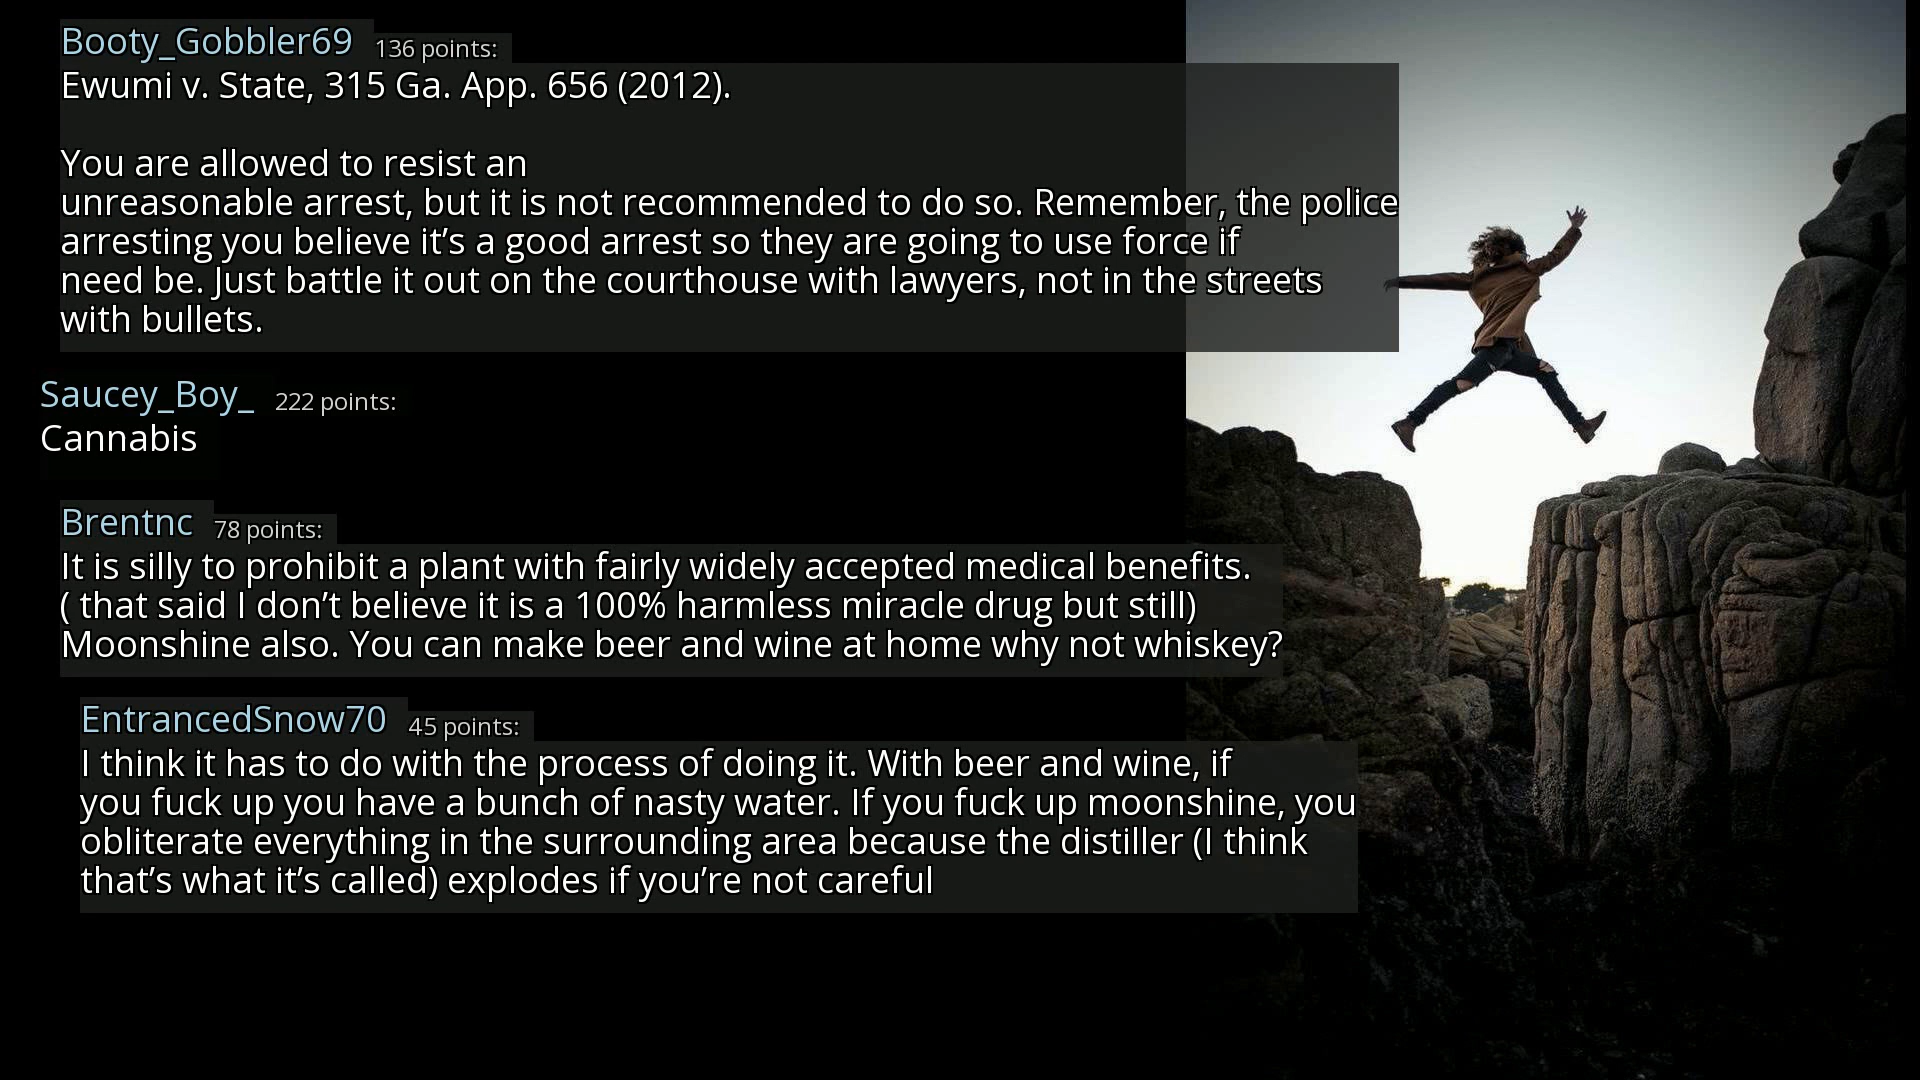 Booty_Gobbler69 136 points:
Ewumi v. State, 315 Ga. App. 656 (2012).
You are allowed to resist an
unreasonable arrest, but it is not recommended to do so. Remember, the police
arresting you believe it’s a good arrest so they are going to use force if
need be. Just battle it out on the courthouse with lawyers, not in the streets
with bullets.
Saucey_Boy_ 222 points:
Cannabis
Brentnc 78 points:
It is silly to prohibit a plant with fairly widely accepted medical benefits.
( that said I don’t believe it is a 100% harmless miracle drug but still)
Moonshine also. You can make beer and wine at home why not whiskey?
EntrancedSnow70 45 points:
I think it has to do with the process of doing it. With beer and wine, if
you fuck up you have a bunch of nasty water. If you fuck up moonshine, you
obliterate everything in the surrounding area because the distiller (I think
that’s what it’s called) explodes if you’re not careful